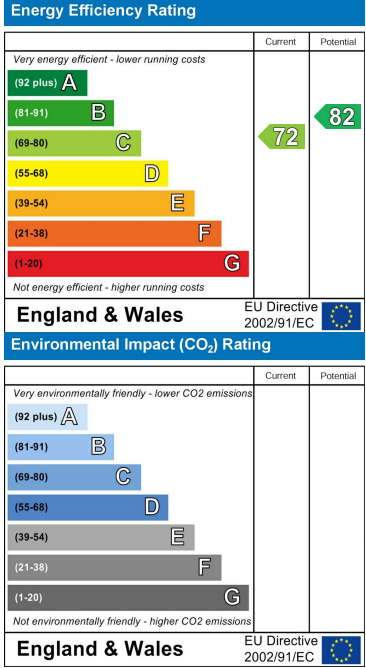 Energy Efficiency Rating
Current Potential
Very energy efficient - lower running costs
(92 plus) A
(81-91) B
(69-80) C
(55-68) D
(39-54) E
(21-38) F
(1-20) G
72
82
Not energy efficient - higher running costs
England & Wales
EU Directive
2002/91/EC
Environmental Impact (CO₂) Rating
Current Potential
Very environmentally friendly - lower CO2 emissions
(92 plus) A
(81-91) B
(69-80) C
(55-68) D
(39-54) E
(21-38) F
(1-20) G
Not environmentally friendly - higher CO2 emissions
England & Wales
EU Directive
2002/91/EC